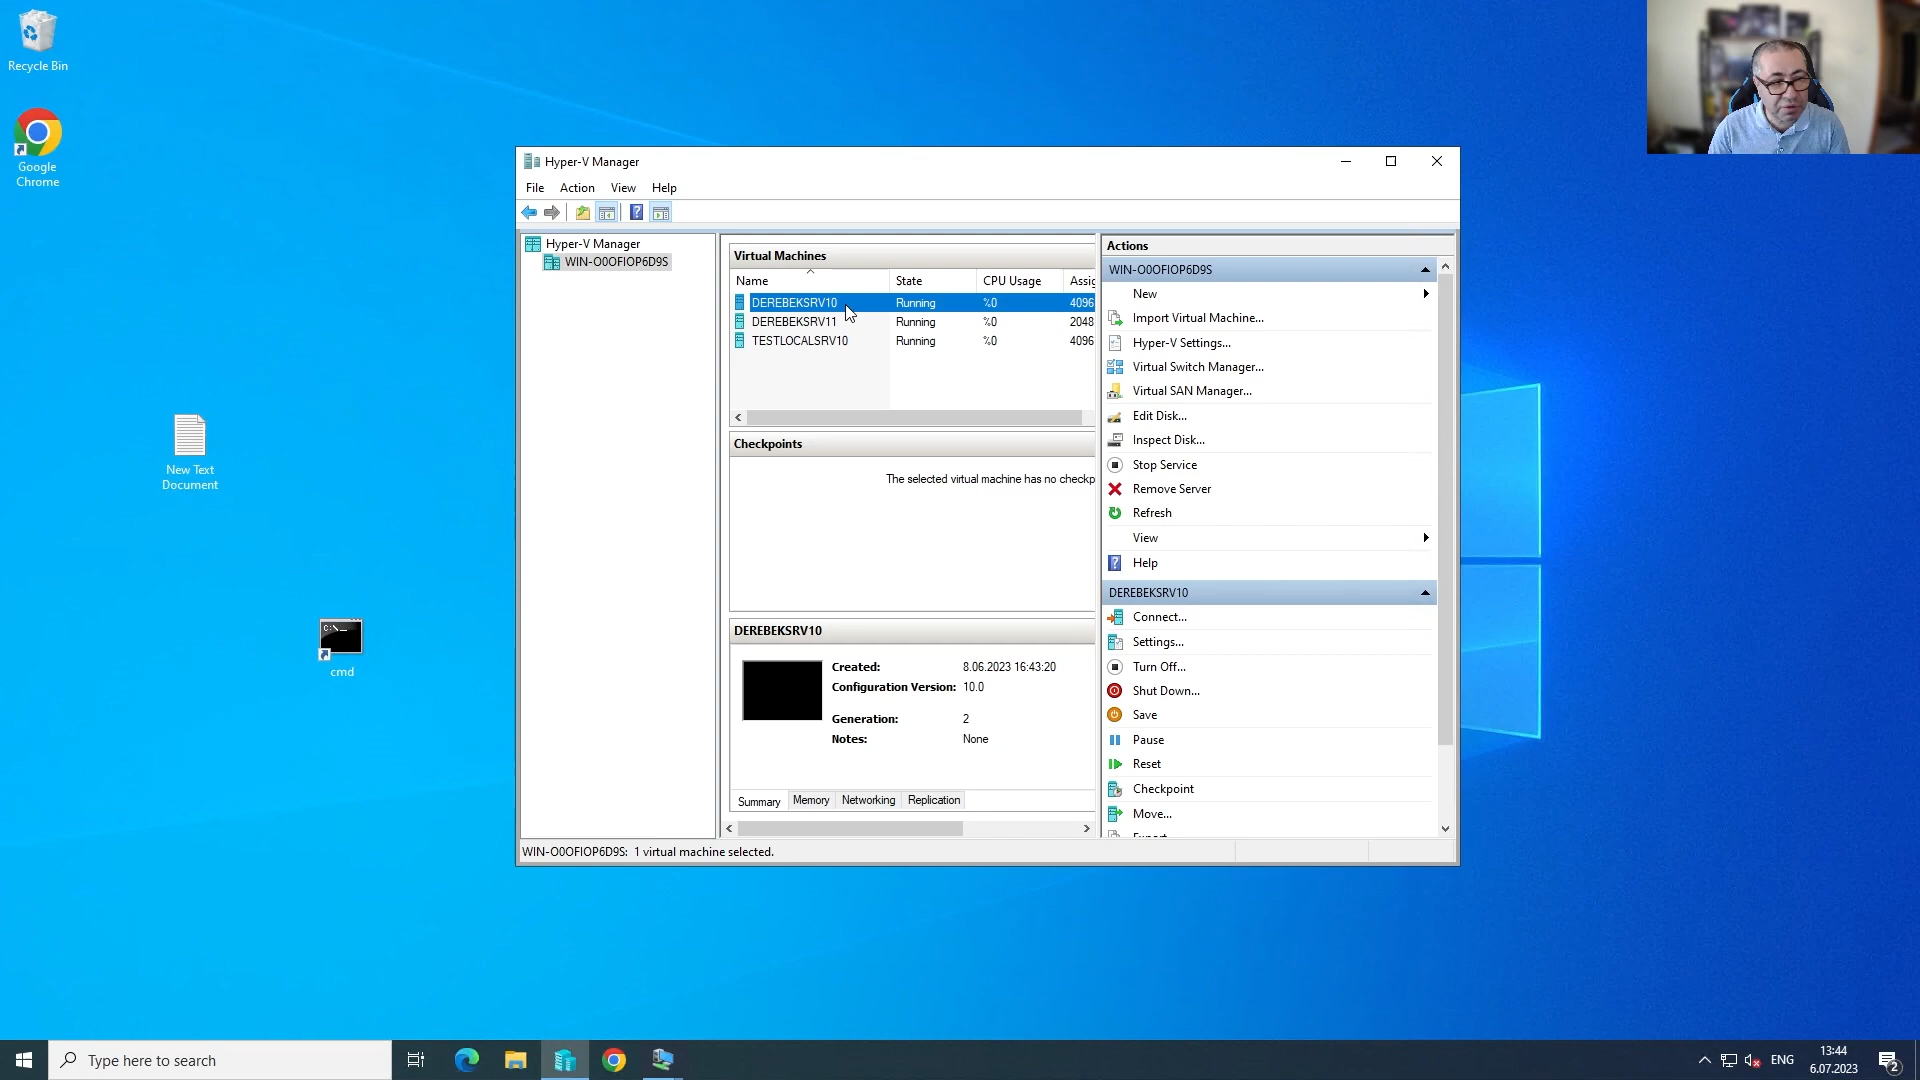 Recycle Bin
Google
Chrome
New Text
Document
C:\._
cmd
Hyper-V Manager
File Action View Help
Hyper-V Manager
WIN-O0OFIOP6D9S
Virtual Machines
Name State CPU Usage Assig
DEREBEKSRV10 Running %0 4096
DEREBEKSRV11 Running %0 2048
TESTLOCALSRV10 Running %0 4096
Checkpoints
The selected virtual machine has no checkp
DEREBEKSRV10
Created: 8.06.2023 16:43:20
Configuration Version: 10.0
Generation: 2
Notes: None
Summary Memory Networking Replication
Actions
WIN-O0OFIOP6D9S
New
Import Virtual Machine...
Hyper-V Settings...
Virtual Switch Manager...
Virtual SAN Manager...
Edit Disk...
Inspect Disk...
Stop Service
Remove Server
Refresh
View
Help
DEREBEKSRV10
Connect...
Settings...
Turn Off...
Shut Down...
Save
Pause
Reset
Checkpoint
Move...
WIN-O0OFIOP6D9S: 1 virtual machine selected.
Type here to search
ENG
13:44
6.07.2023
2